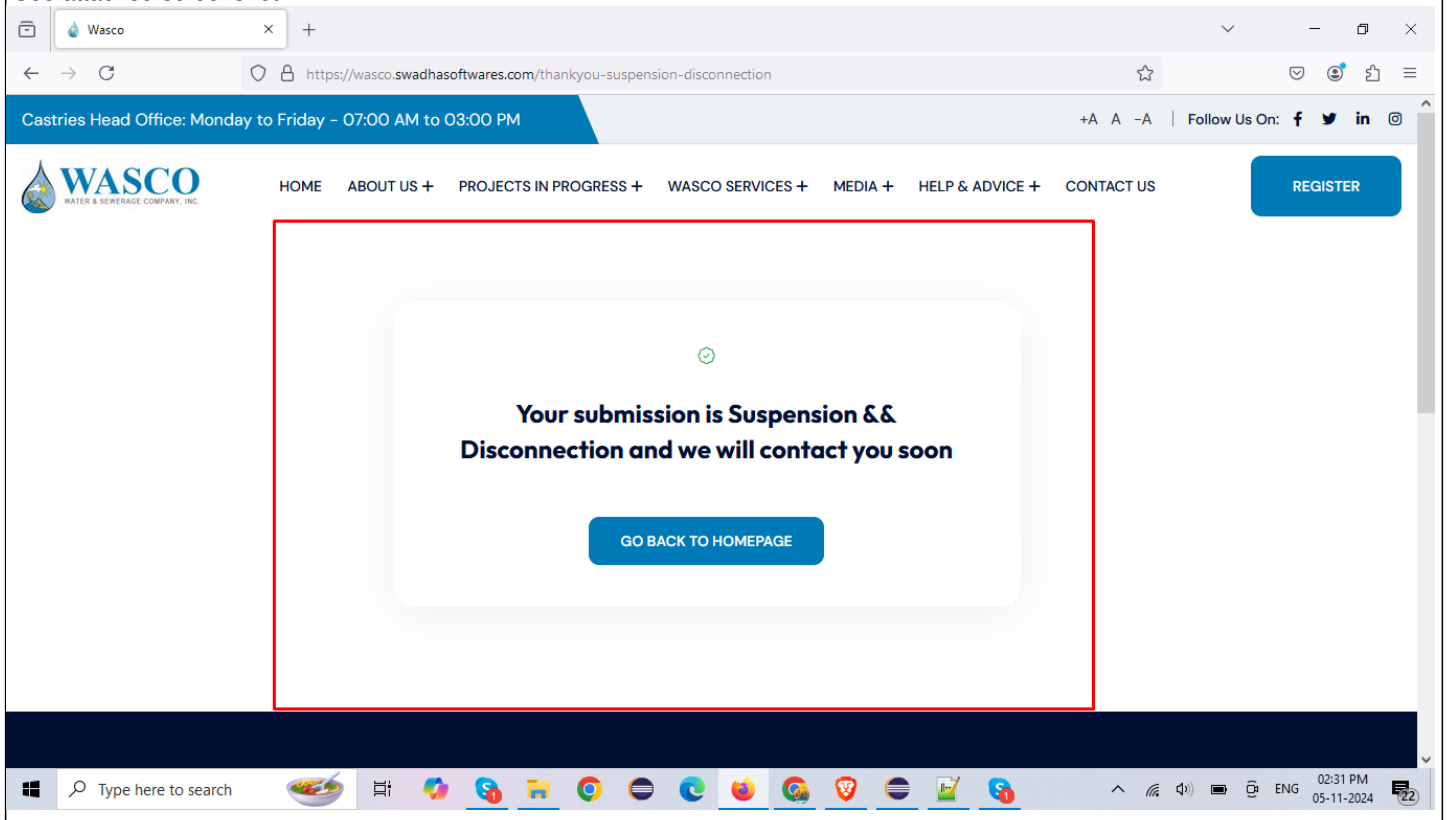 Wasco
https://wasco.swadhasoftwares.com/thankyou-suspension-disconnection
Castries Head Office: Monday to Friday - 07:00 AM to 03:00 PM
+A A -A | Follow Us On:
WASCO
WATER & SEWERAGE COMPANY, INC.
HOME ABOUT US + PROJECTS IN PROGRESS + WASCO SERVICES + MEDIA + HELP & ADVICE + CONTACT US
REGISTER
Your submission is Suspension &&
Disconnection and we will contact you soon
GO BACK TO HOMEPAGE
Type here to search
ENG
02:31 PM
05-11-2024
22